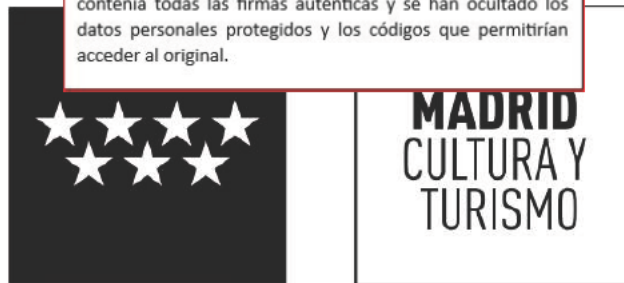 contenía todas las firmas auténticas y se han ocultado los
datos personales protegidos y los códigos que permitirían
acceder al original.
MADRID
CULTURA Y
TURISMO